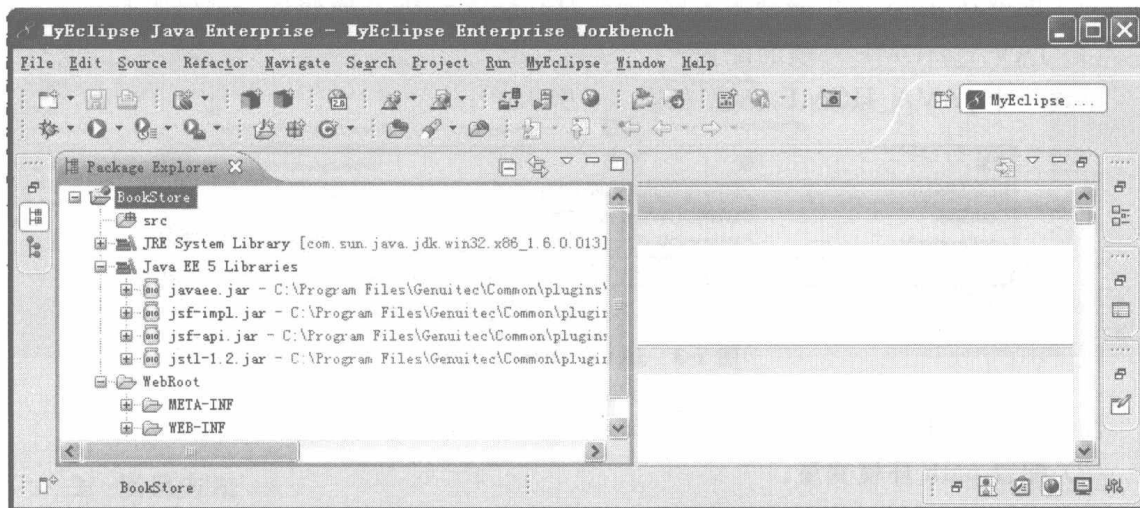 MyEclipse Java Enterprise - MyEclipse Enterprise Workbench
File Edit Source Refactor Navigate Search Project Run MyEclipse Window Help
MyEclipse ...
Package Explorer
BookStore
src
JRE System Library [com.sun.java.jdk.win32.x86_1.6.0.013]
Java EE 5 Libraries
javaee.jar - C:\Program Files\Genuitec\Common\plugins\
jsf-impl.jar - C:\Program Files\Genuitec\Common\plugin
jsf-api.jar - C:\Program Files\Genuitec\Common\plugins
jstl-1.2.jar - C:\Program Files\Genuitec\Common\plugin
WebRoot
META-INF
WEB-INF
BookStore